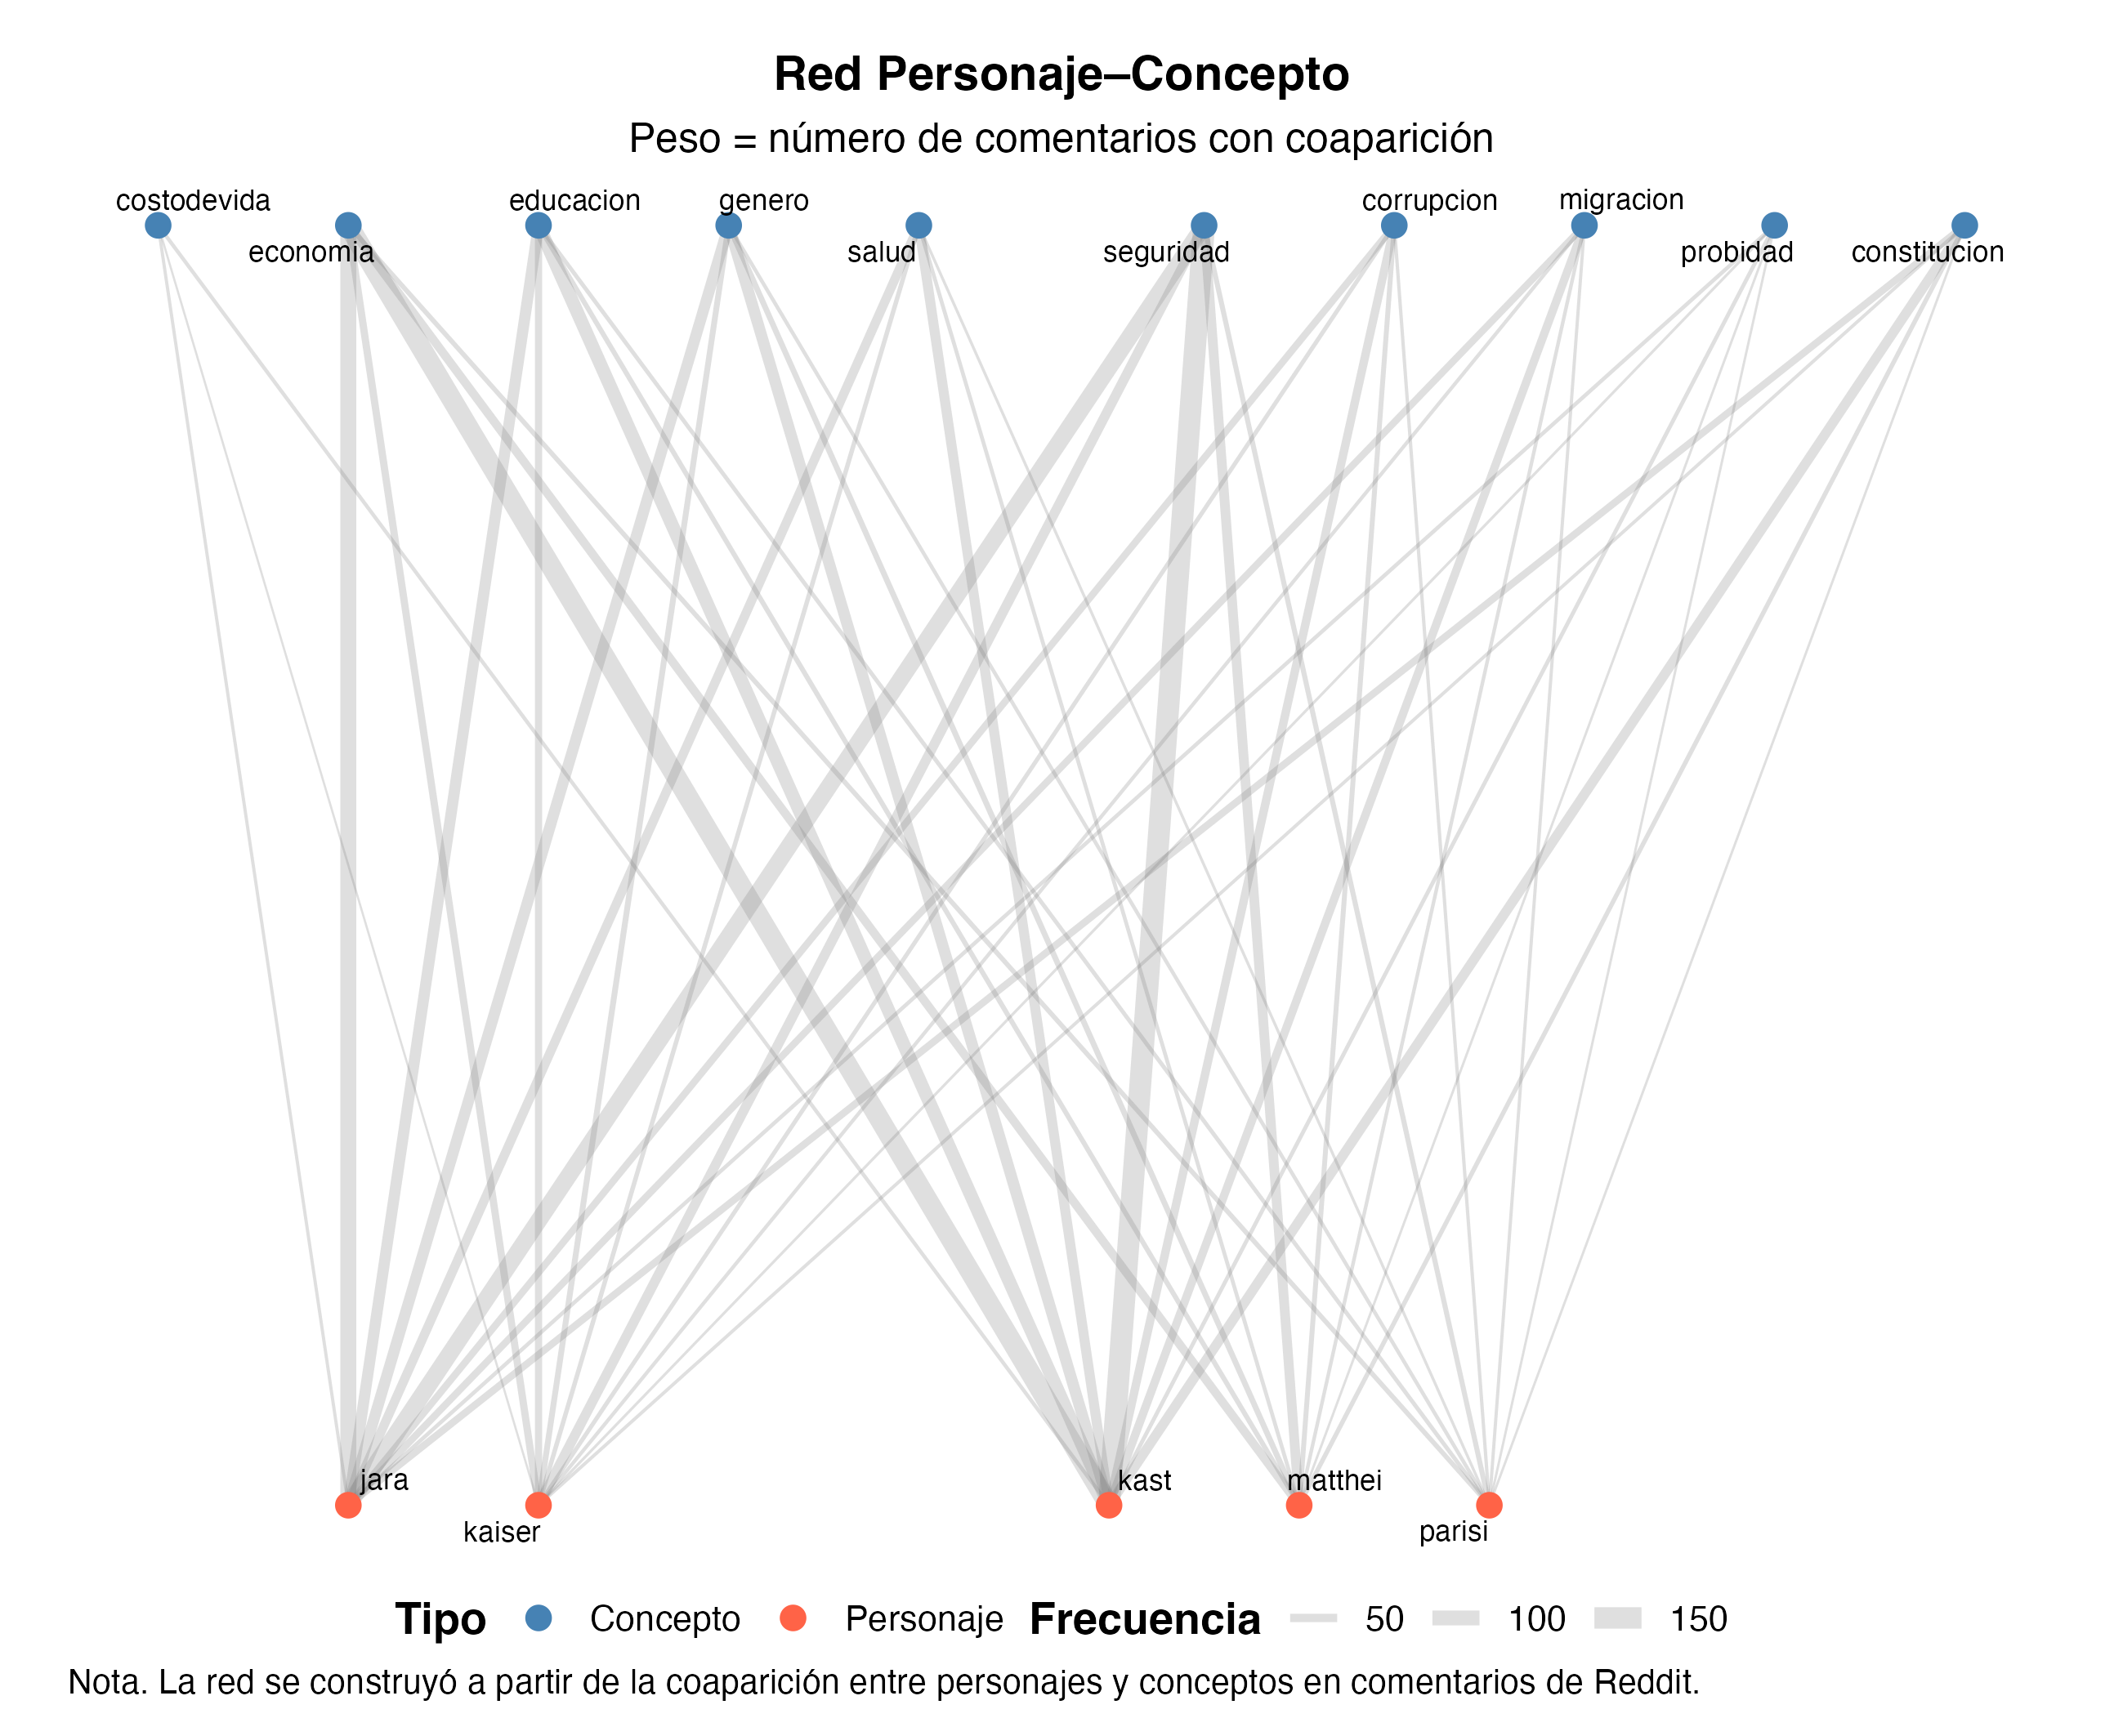 Red Personaje–Concepto
Peso = número de comentarios con coaparición
costodevida
educacion
genero
corrupcion
migracion
economia
salud
seguridad
probidad
constitucion
jara
kast
matthei
kaiser
parisi
Tipo Concepto Personaje Frecuencia 50 100 150
Nota. La red se construyó a partir de la coaparición entre personajes y conceptos en comentarios de Reddit.